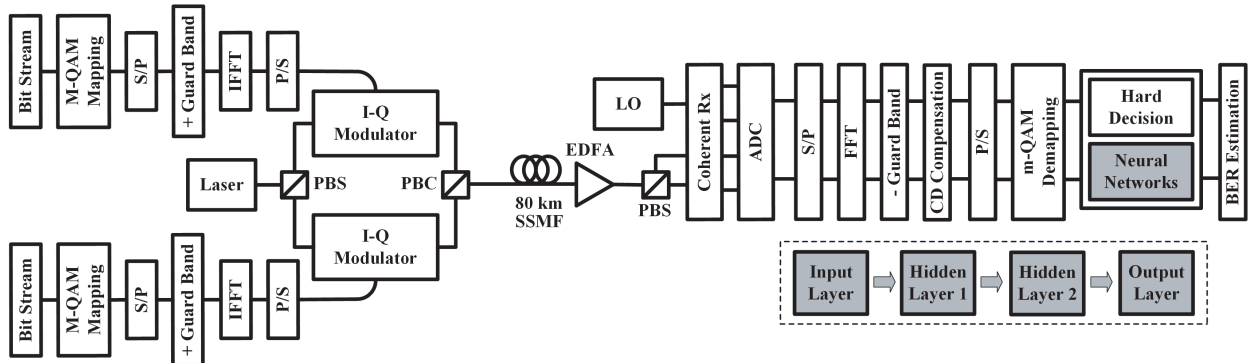 Bit Stream
M-QAM
Mapping
S/P
+ Guard Band
IFFT
P/S
I-Q
Modulator
Laser
PBS
PBC
I-Q
Modulator
Bit Stream
M-QAM
Mapping
S/P
+ Guard Band
IFFT
P/S
80 km
SSMF
EDFA
PBS
LO
Coherent Rx
ADC
S/P
FFT
- Guard Band
CD Compensation
P/S
m-QAM
Demapping
Hard
Decision
Neural
Networks
BER Estimation
Input
Layer
Hidden
Layer 1
Hidden
Layer 2
Output
Layer